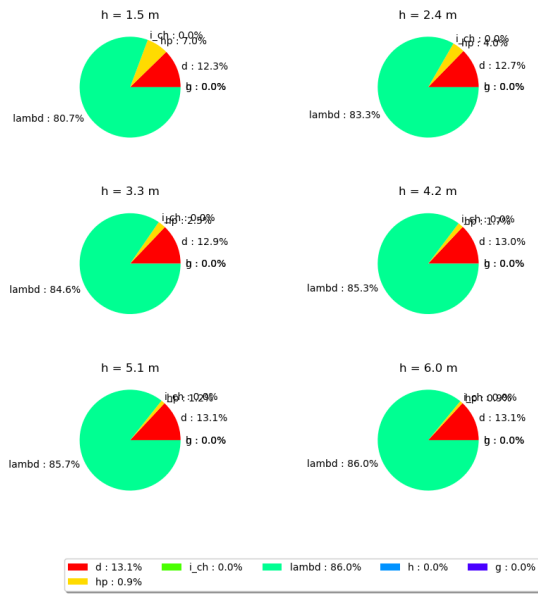 h = 1.5 m
h = 2.4 m
i_ch : 0.0%
hp : 7.0%
d : 12.3%
g : 0.0%
lambd : 80.7%
i_ch : 0.0%
hp : 4.0%
d : 12.7%
g : 0.0%
lambd : 83.3%
h = 3.3 m
h = 4.2 m
i_ch : 0.0%
hp : 2.5%
d : 12.9%
g : 0.0%
lambd : 84.6%
i_ch : 0.0%
hp : 1.7%
d : 13.0%
g : 0.0%
lambd : 85.3%
h = 5.1 m
h = 6.0 m
i_ch : 0.0%
hp : 1.2%
d : 13.1%
g : 0.0%
lambd : 85.7%
i_ch : 0.0%
hp : 0.9%
d : 13.1%
g : 0.0%
lambd : 86.0%
d : 13.1% i_ch : 0.0% lambd : 86.0% h : 0.0% g : 0.0%
hp : 0.9%